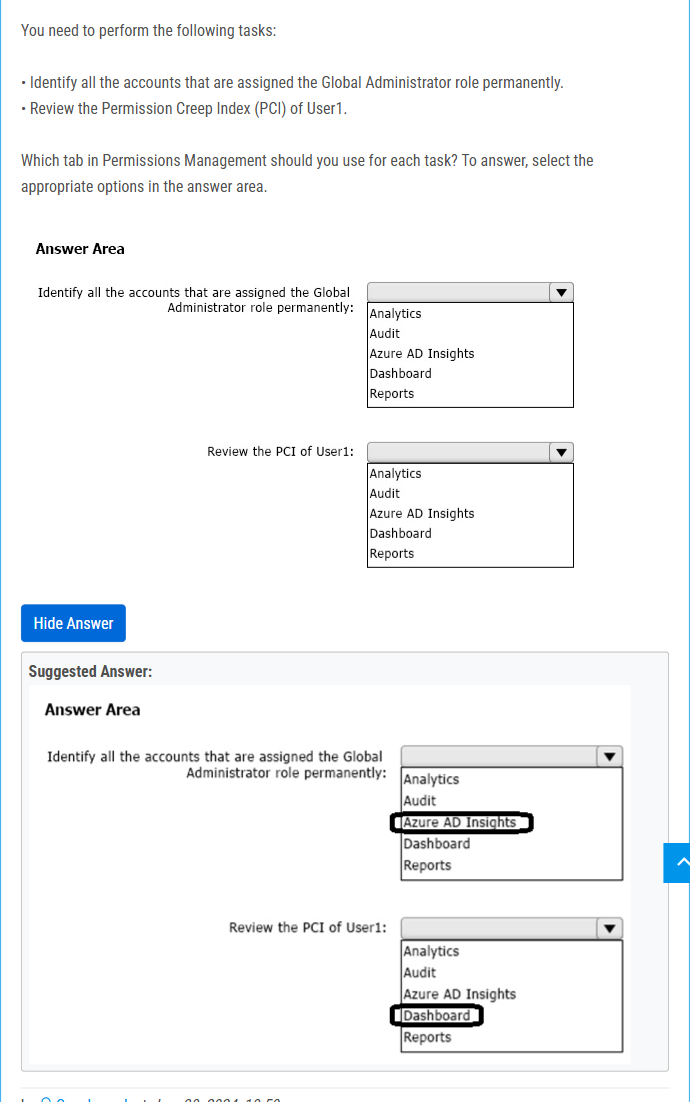 You need to perform the following tasks:
• Identify all the accounts that are assigned the Global Administrator role permanently.
• Review the Permission Creep Index (PCI) of User1.
Which tab in Permissions Management should you use for each task? To answer, select the
appropriate options in the answer area.
Answer Area
Identify all the accounts that are assigned the Global
Administrator role permanently:
Analytics
Audit
Azure AD Insights
Dashboard
Reports
Review the PCI of User1:
Analytics
Audit
Azure AD Insights
Dashboard
Reports
Hide Answer
Suggested Answer:
Answer Area
Identify all the accounts that are assigned the Global
Administrator role permanently:
Analytics
Audit
Azure AD Insights
Dashboard
Reports
Review the PCI of User1:
Analytics
Audit
Azure AD Insights
Dashboard
Reports